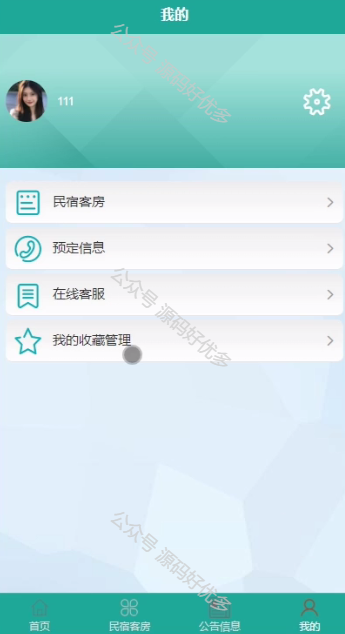 我的
公众号 源码好优多
111
民宿客房
预定信息
在线客服
公众号 源码好优多
我的收藏管理
公众号 源码好优多
首页
民宿客房
公告信息
我的